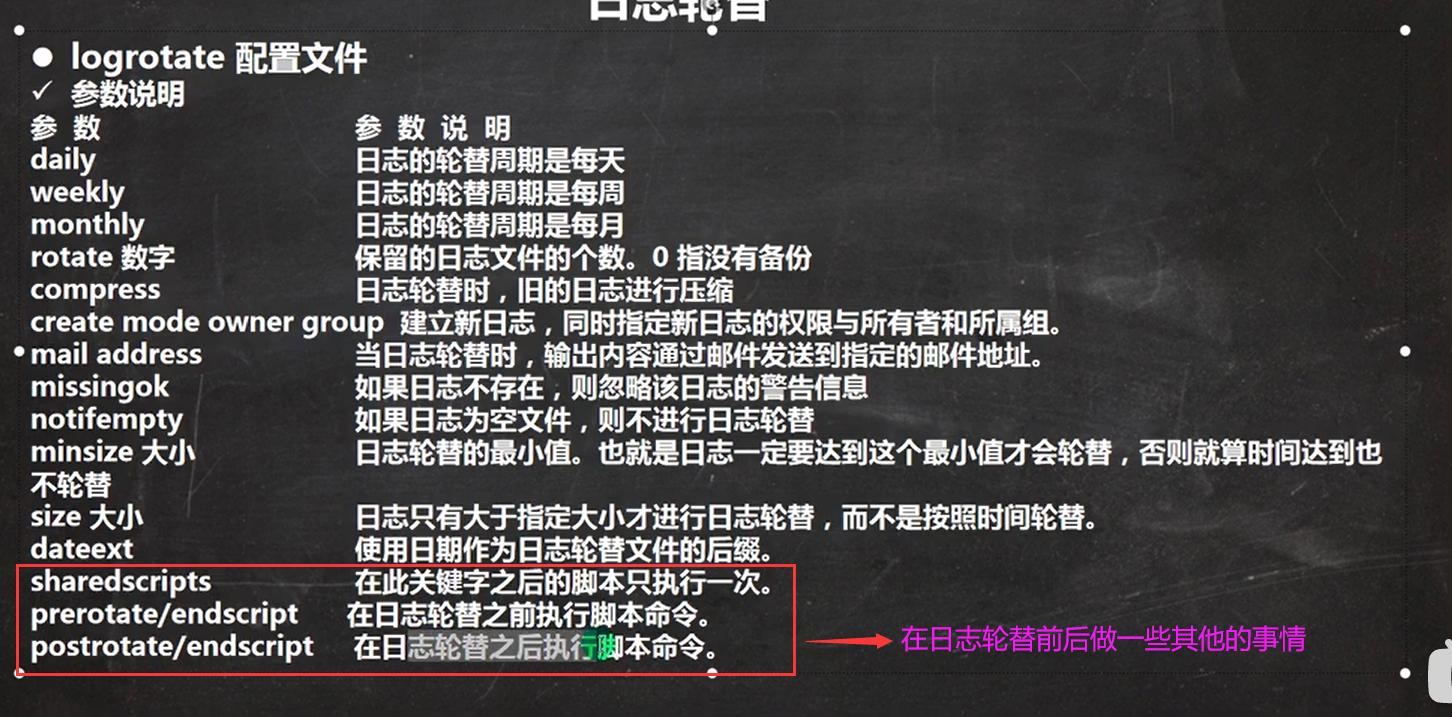 日志轮替
● logrotate 配置文件
✓ 参数说明
参 数 参 数 说 明
daily 日志的轮替周期是每天
weekly 日志的轮替周期是每周
monthly 日志的轮替周期是每月
rotate 数字 保留的日志文件的个数。0 指没有备份
compress 日志轮替时，旧的日志进行压缩
create mode owner group 建立新日志，同时指定新日志的权限与所有者和所属组。
mail address 当日志轮替时，输出内容通过邮件发送到指定的邮件地址。
missingok 如果日志不存在，则忽略该日志的警告信息
notifempty 如果日志为空文件，则不进行日志轮替
minsize 大小 日志轮替的最小值。也就是日志一定要达到这个最小值才会轮替，否则就算时间达到也
不轮替
size 大小 日志只有大于指定大小才进行日志轮替，而不是按照时间轮替。
dateext 使用日期作为日志轮替文件的后缀。
sharedscripts 在此关键字之后的脚本只执行一次。
prerotate/endscript 在日志轮替之前执行脚本命令。
postrotate/endscript 在日志轮替之后执行脚本命令。
在日志轮替前后做一些其他的事情